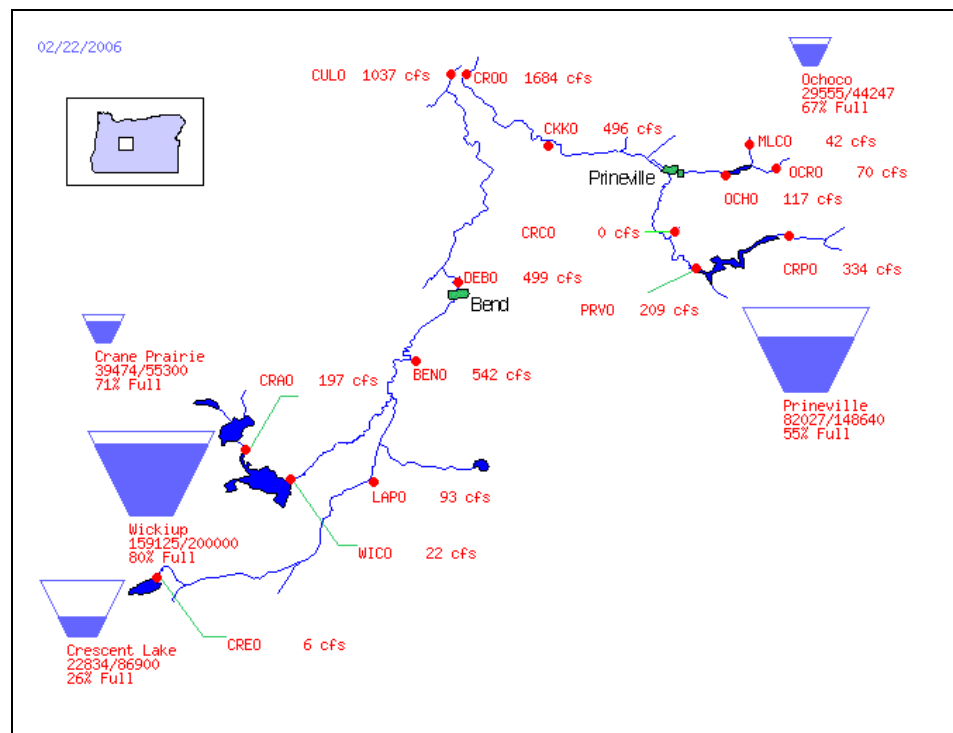 02/22/2006
CULO 1037 cfs
CROO 1684 cfs
Ochoco
29555/44247
67% Full
CKKO 496 cfs
MLCO 42 cfs
Prineville
OCRO 70 cfs
OCHO 117 cfs
CRCO 0 cfs
DEBO 499 cfs
CRPO 334 cfs
Bend
PRVO 209 cfs
Crane Prairie
39474/55300
71% Full
CRAO 197 cfs
BENO 542 cfs
Prineville
82027/148640
55% Full
LAPO 93 cfs
Wickiup
159125/200000
80% Full
WICO 22 cfs
CREO 6 cfs
Crescent Lake
22834/86900
26% Full